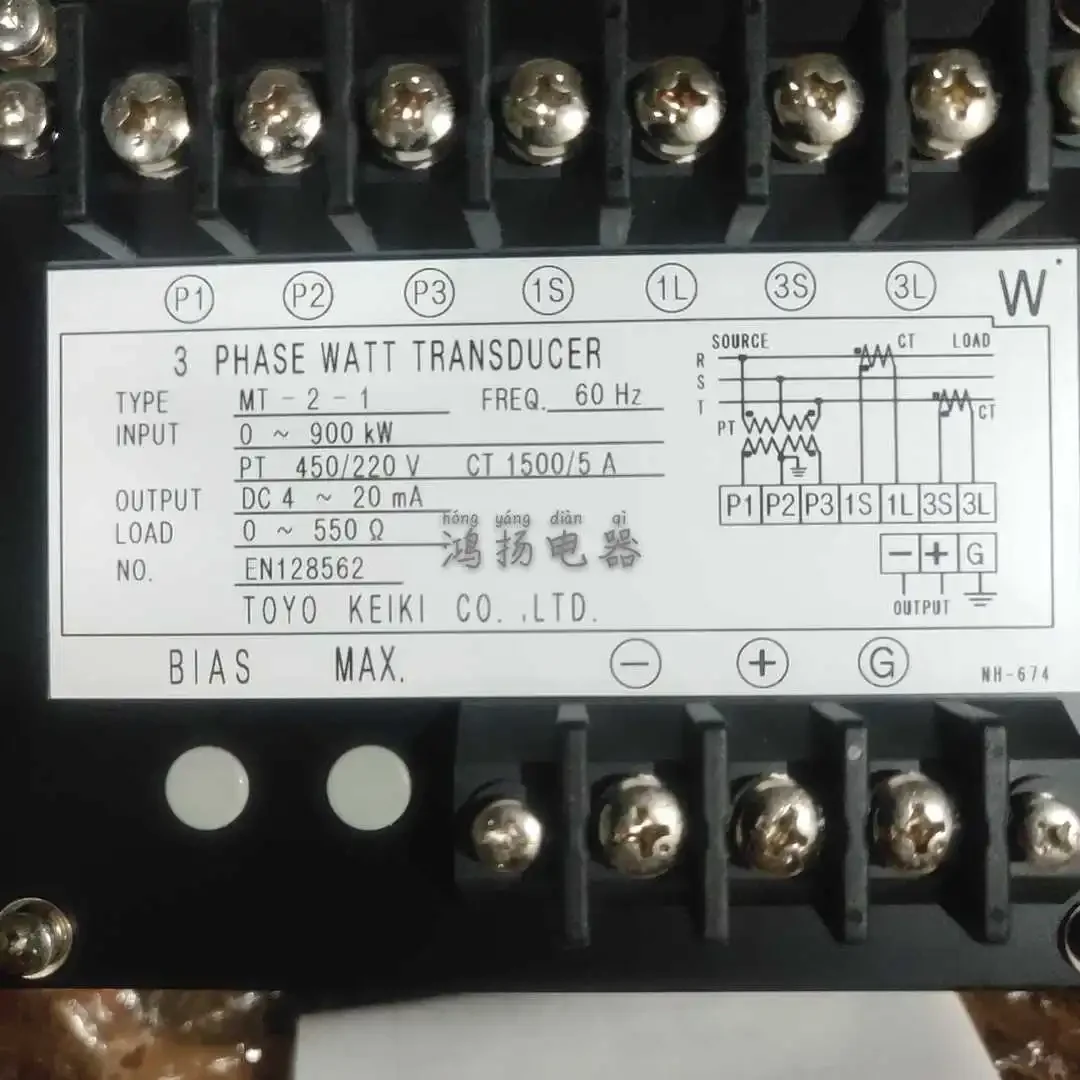 P1 P2 P3 1S 1L 3S 3L W
3 PHASE WATT TRANSDUCER
TYPE MT - 2 - 1 FREQ. 60 Hz
INPUT 0 ~ 900 kW
PT 450/220 V CT 1500/5 A
OUTPUT DC 4 ~ 20 mA
LOAD 0 ~ 550 Ω
NO. EN128562
TOYO KEIKI CO.,LTD.
hóng yáng diàn qì
鸿扬电器
SOURCE CT LOAD
R
S
T
CT
PT
P1 P2 P3 1S 1L 3S 3L
− + G
OUTPUT
BIAS MAX. − + G NH-674